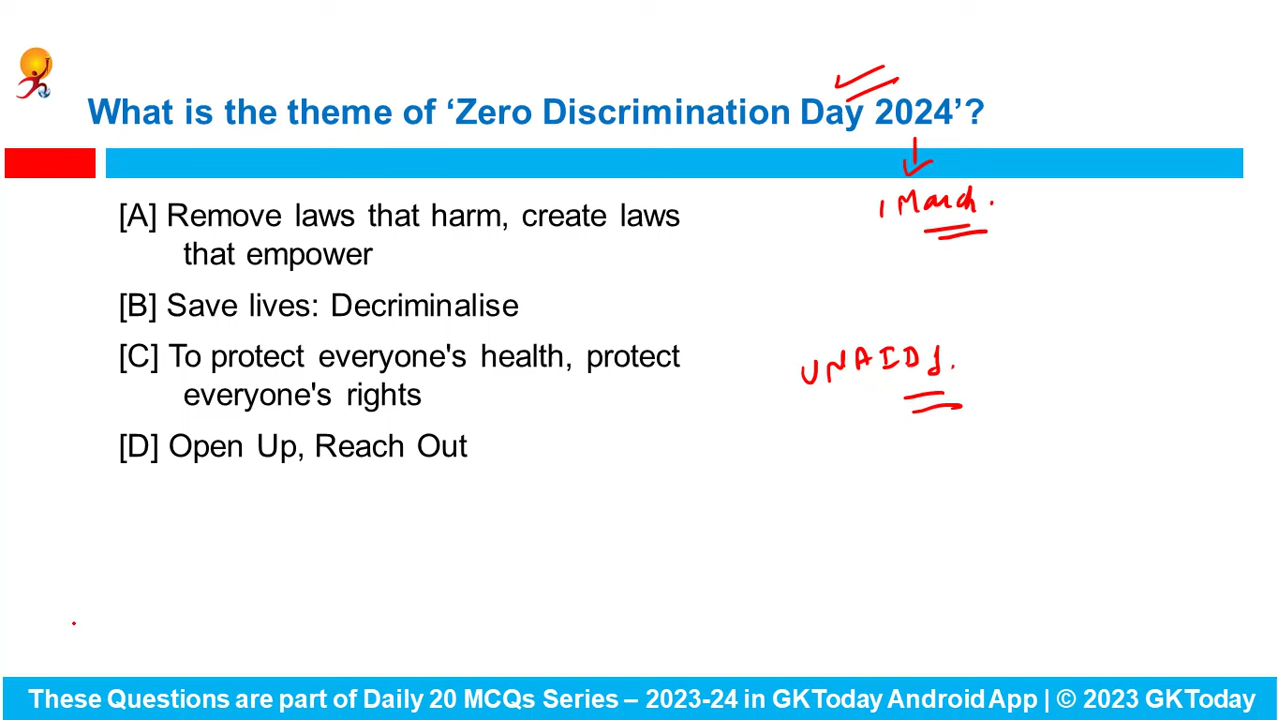 What is the theme of ‘Zero Discrimination Day 2024’?
1 March.
[A] Remove laws that harm, create laws
that empower
[B] Save lives: Decriminalise
[C] To protect everyone's health, protect
everyone's rights
UNAIDS.
[D] Open Up, Reach Out
These Questions are part of Daily 20 MCQs Series – 2023-24 in GKToday Android App | © 2023 GKToday